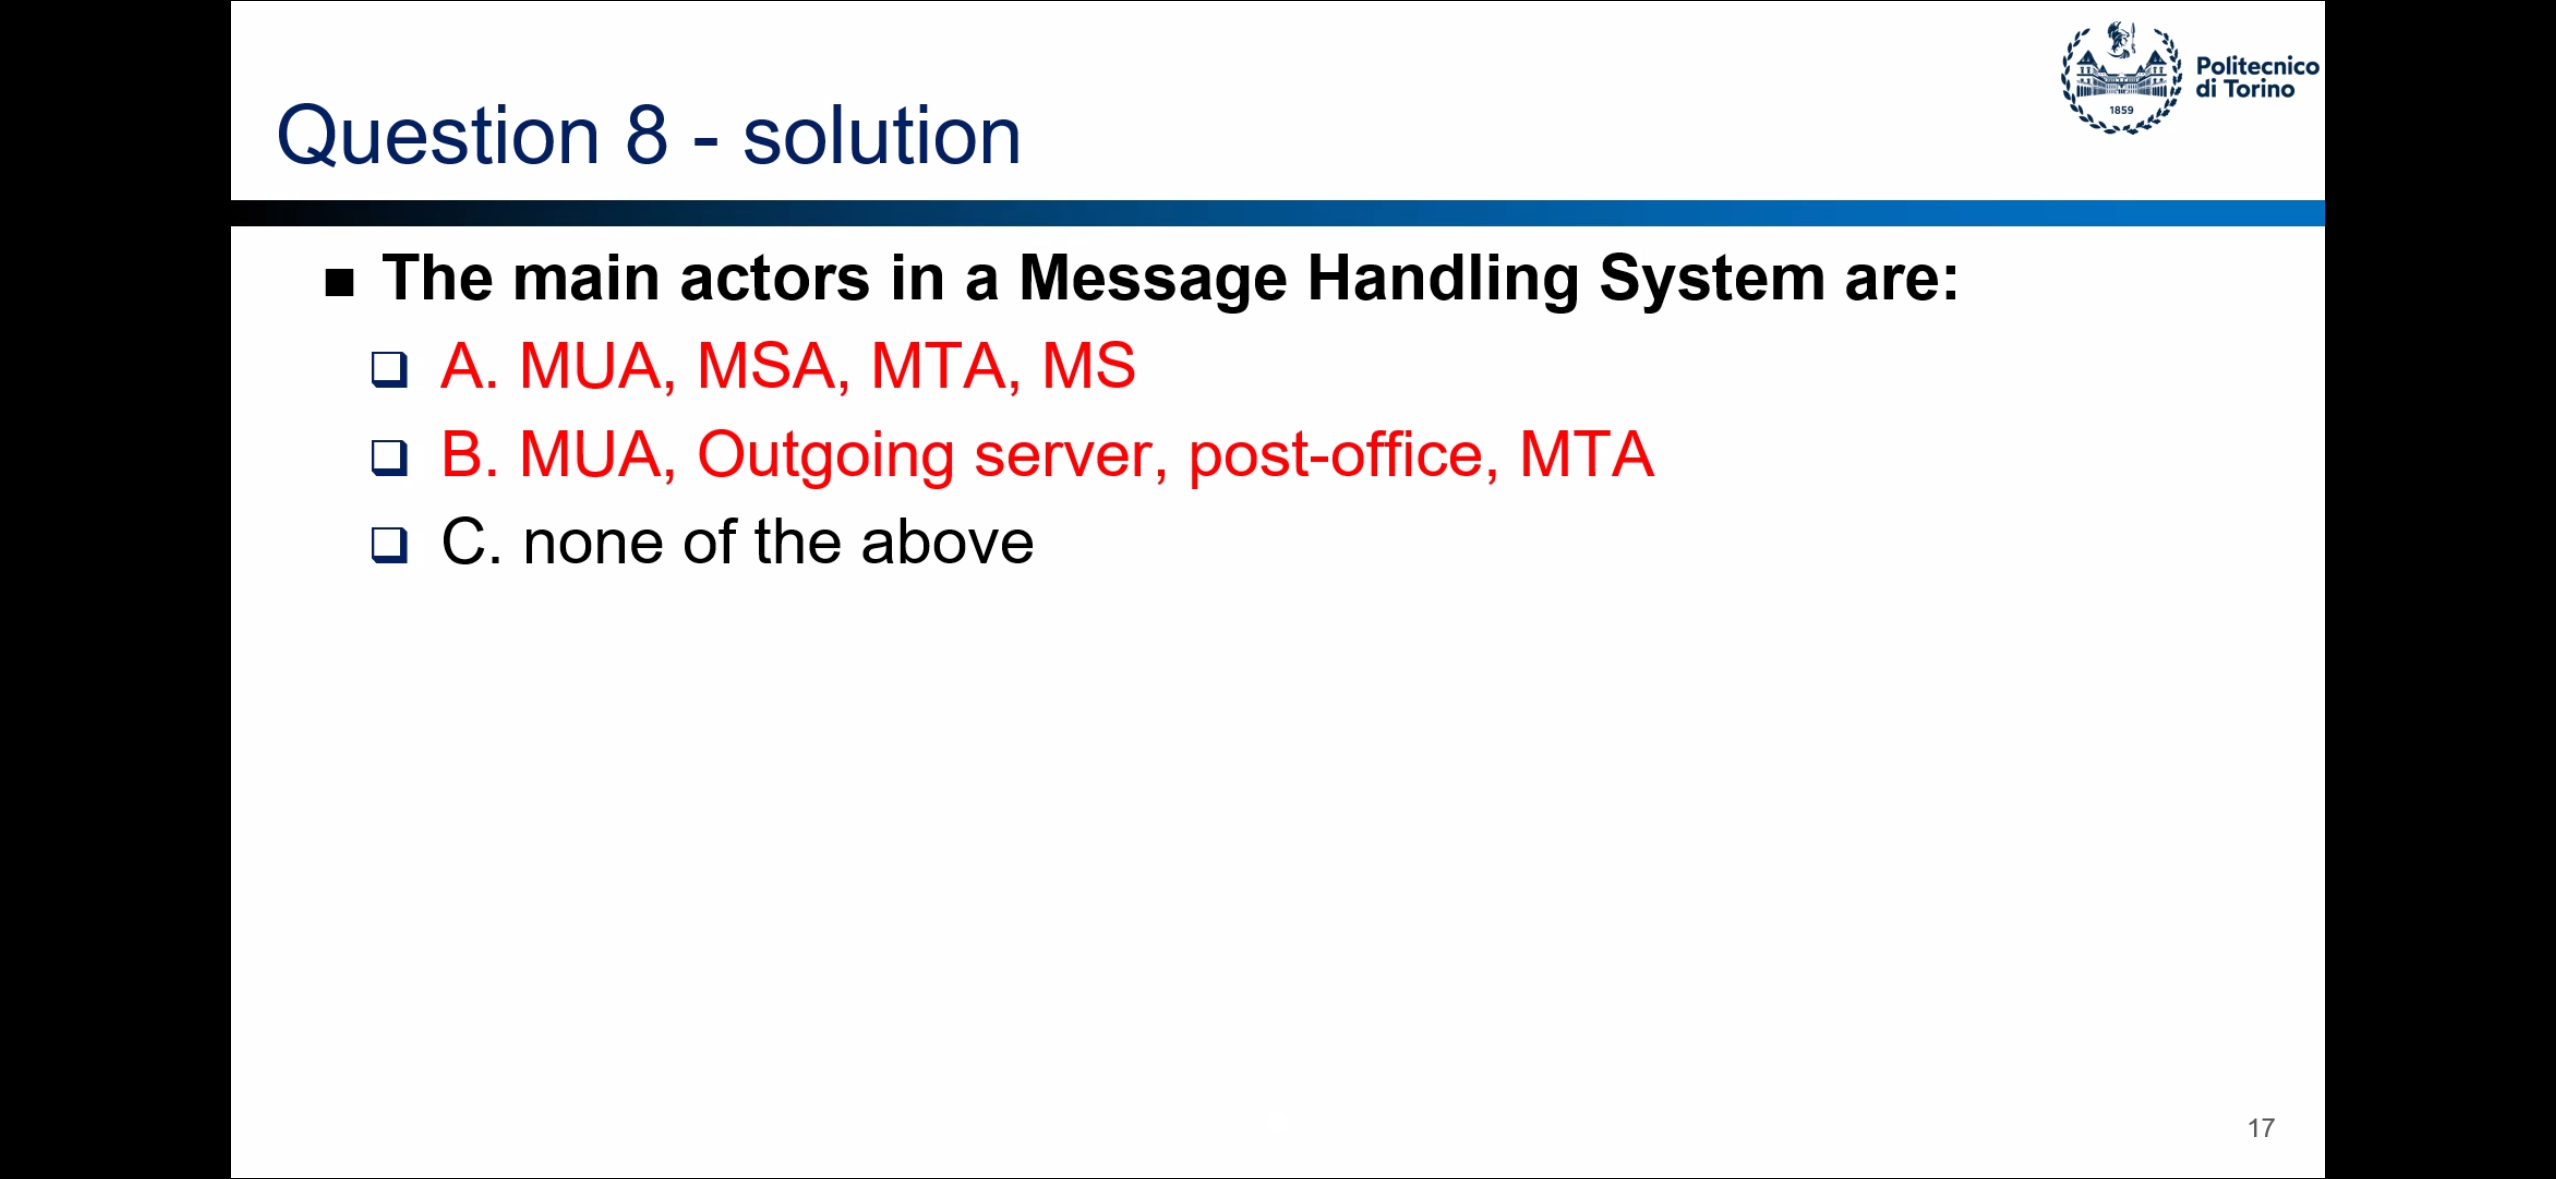 Politecnico
di Torino
1859
Question 8 - solution
The main actors in a Message Handling System are:
A. MUA, MSA, MTA, MS
B. MUA, Outgoing server, post-office, MTA
C. none of the above
17